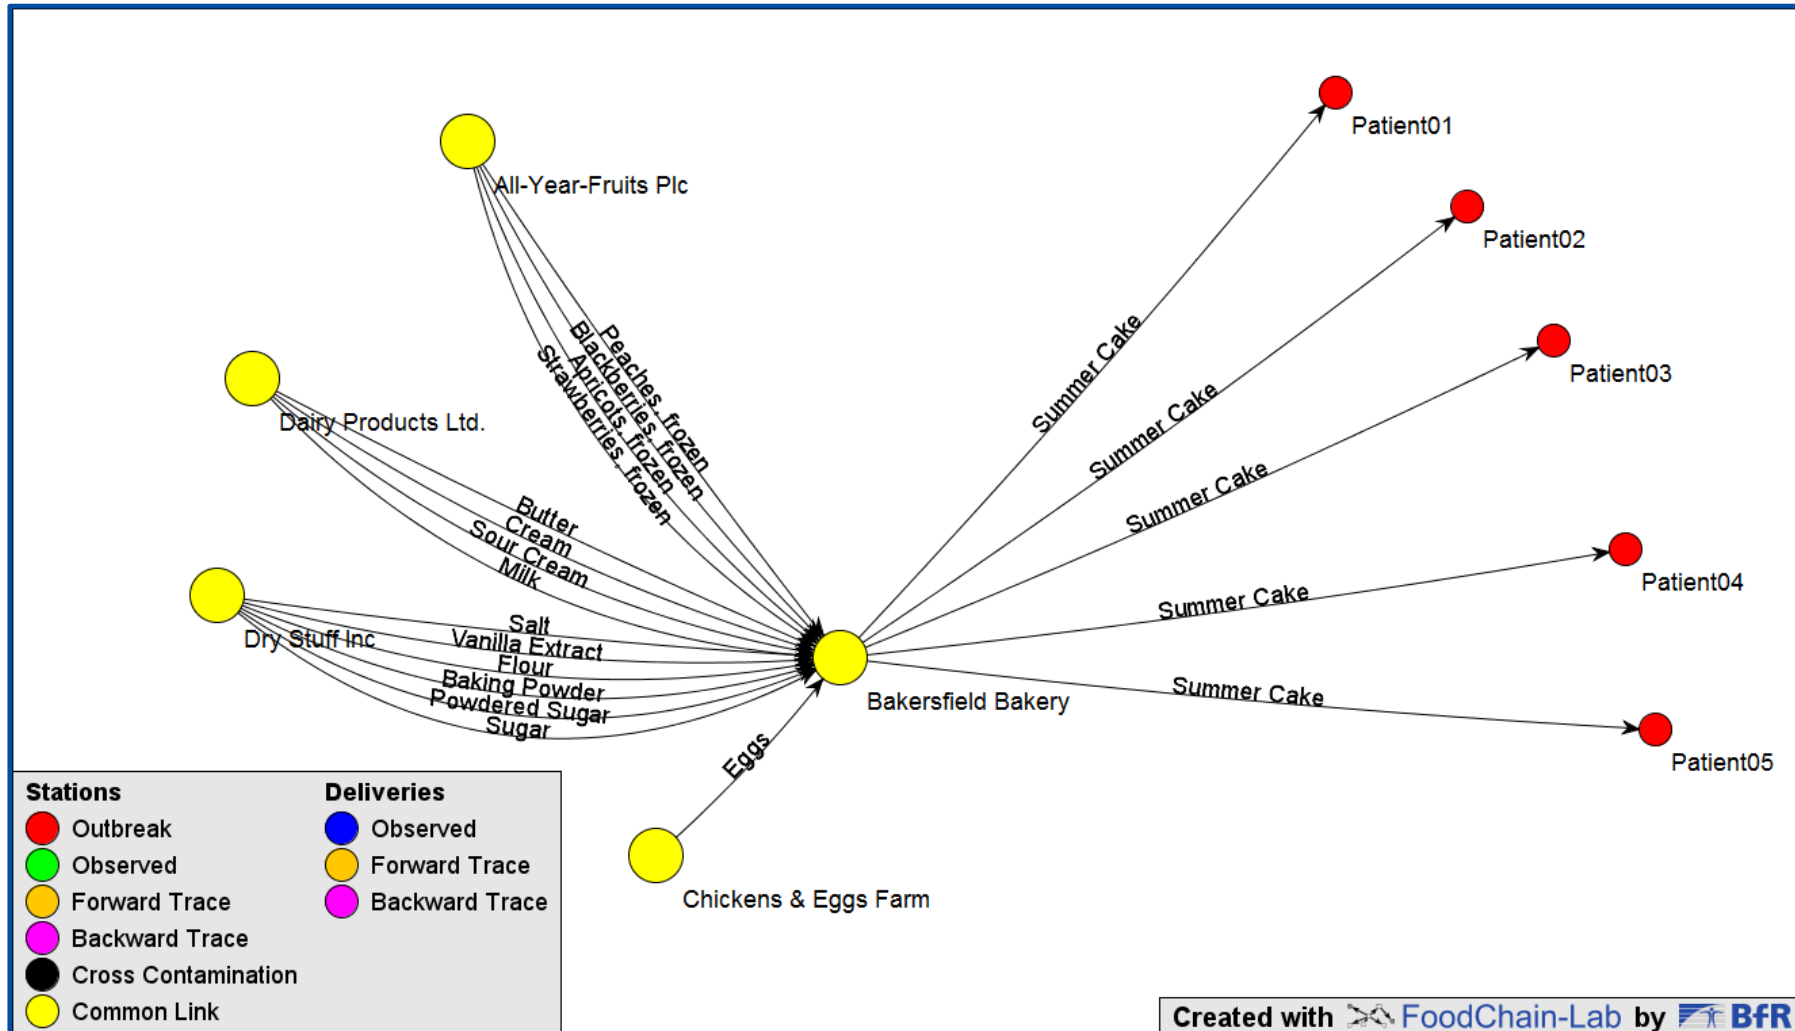 Patient01
All-Year-Fruits Plc
Patient02
Peaches, frozen
Blackberries, frozen
Apricots, frozen
Strawberries, frozen
Summer Cake
Summer Cake
Summer Cake
Patient03
Dairy Products Ltd.
Butter
Cream
Sour Cream
Milk
Patient04
Summer Cake
Dry Stuff Inc
Salt
Vanilla Extract
Flour
Baking Powder
Powdered Sugar
Sugar
Bakersfield Bakery
Summer Cake
Patient05
Eggs
Chickens & Eggs Farm
Stations
Outbreak
Observed
Forward Trace
Backward Trace
Cross Contamination
Common Link
Deliveries
Observed
Forward Trace
Backward Trace
Created with FoodChain-Lab by BfR